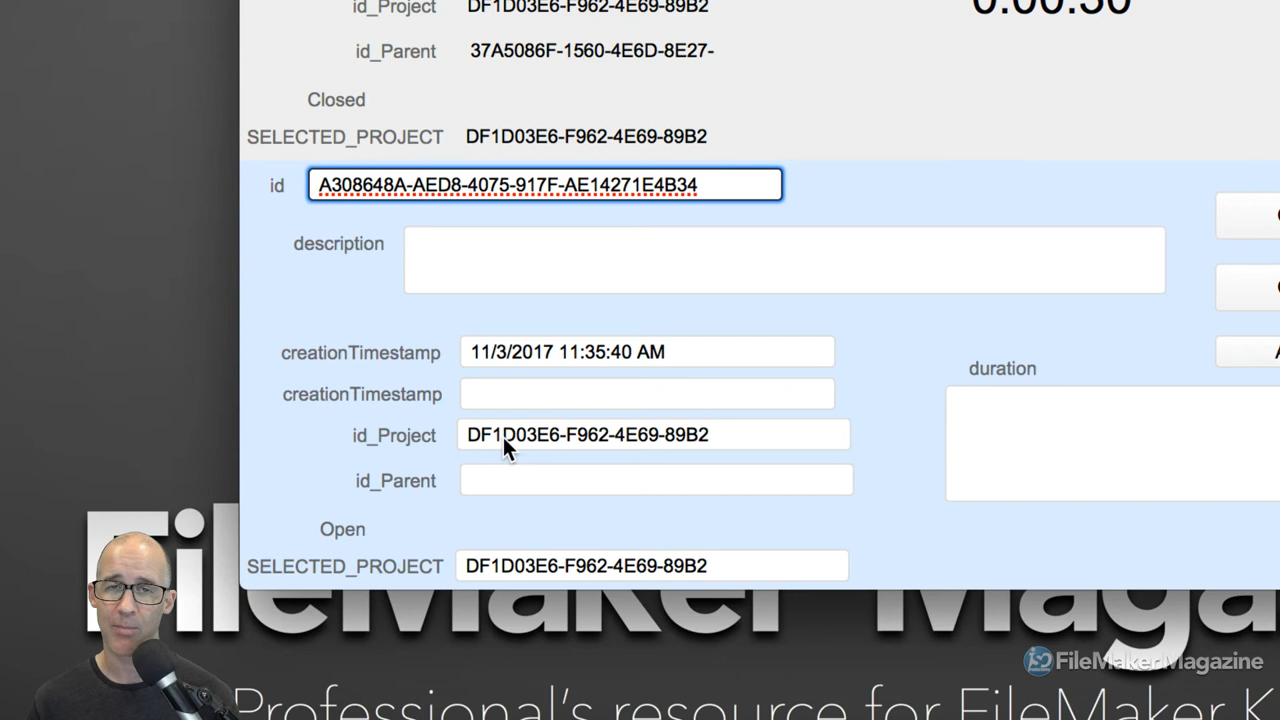 id_Project DF1D03E6-F962-4E69-89B2 0:00:30
id_Parent 37A5086F-1560-4E6D-8E27-
Closed
SELECTED_PROJECT DF1D03E6-F962-4E69-89B2
id A308648A-AED8-4075-917F-AE14271E4B34
description
creationTimestamp 11/3/2017 11:35:40 AM
duration
creationTimestamp
id_Project DF1D03E6-F962-4E69-89B2
id_Parent
Open
SELECTED_PROJECT DF1D03E6-F962-4E69-89B2
FileMaker Maga
FileMakerMagazine
Professional's resource for FileMaker K